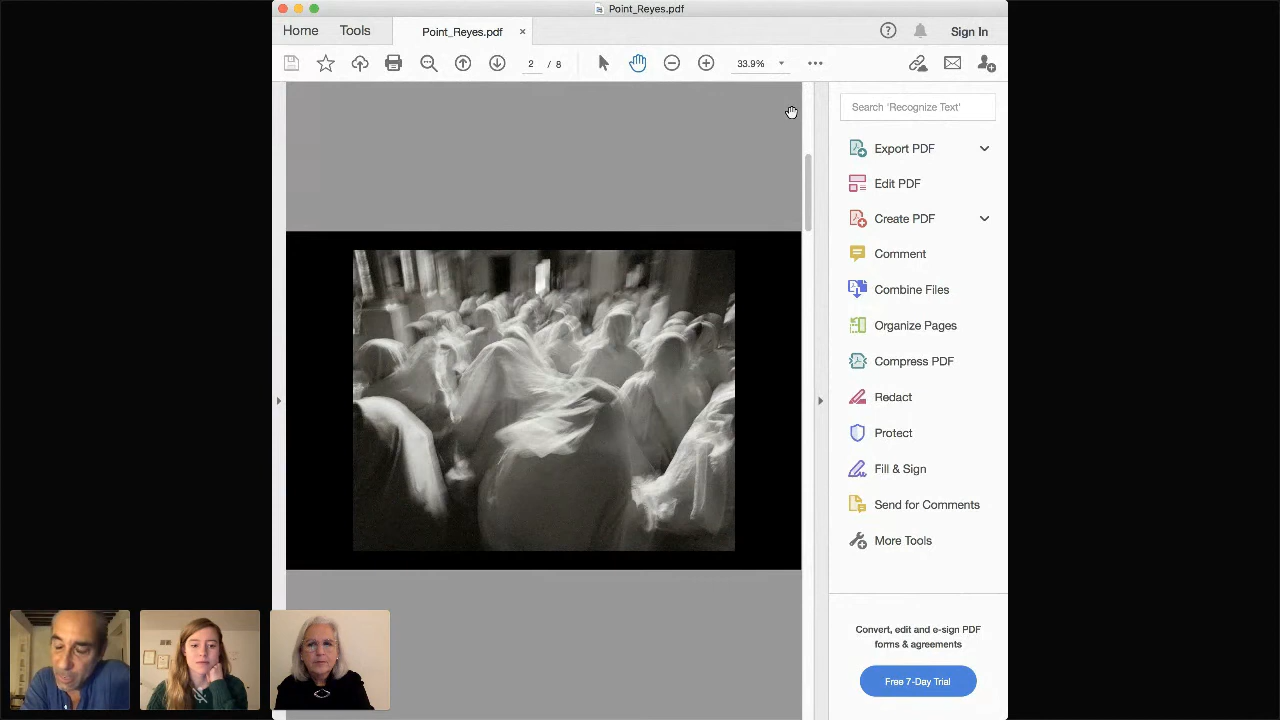 Point_Reyes.pdf
Home
Tools
Point_Reyes.pdf
Sign In
2 / 8
33.9%
Search 'Recognize Text'
Export PDF
Edit PDF
Create PDF
Comment
Combine Files
Organize Pages
Compress PDF
Redact
Protect
Fill & Sign
Send for Comments
More Tools
Convert, edit and e-sign PDF
forms & agreements
Free 7-Day Trial